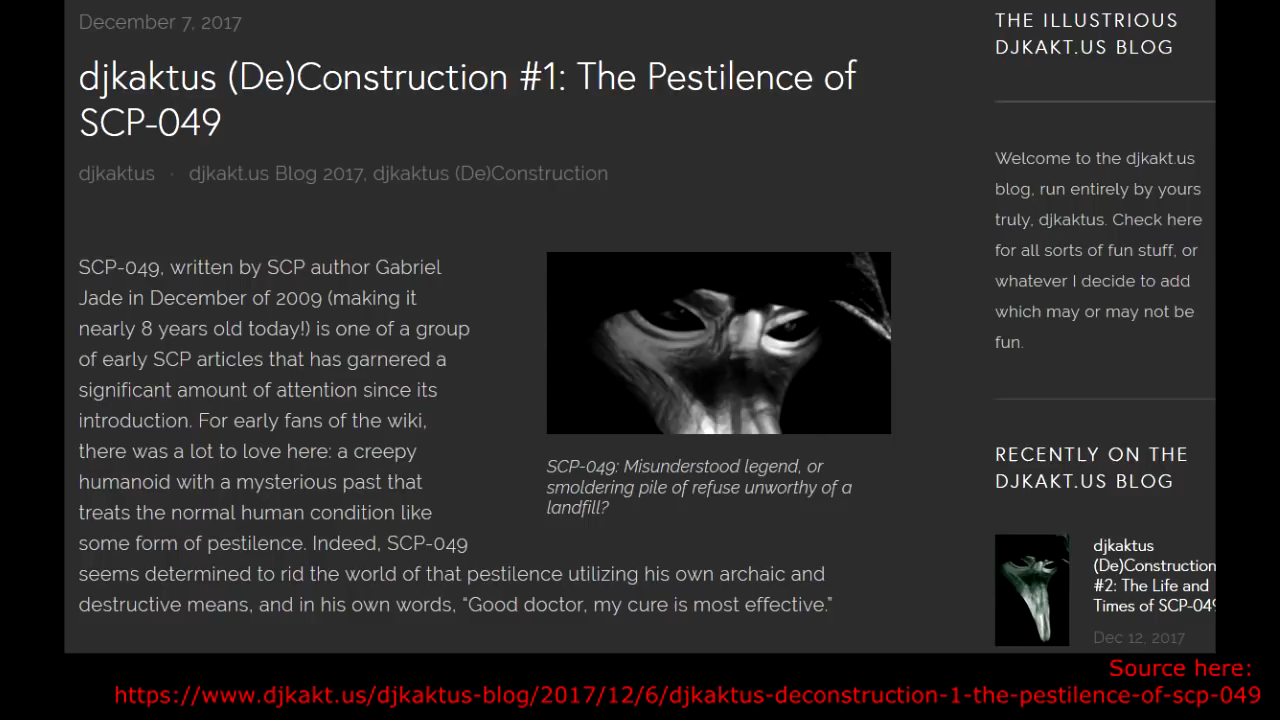 December 7, 2017
djkaktus (De)Construction #1: The Pestilence of
SCP-049
djkaktus · djkakt.us Blog 2017, djkaktus (De)Construction
SCP-049, written by SCP author Gabriel
Jade in December of 2009 (making it
nearly 8 years old today!) is one of a group
of early SCP articles that has garnered a
significant amount of attention since its
introduction. For early fans of the wiki,
there was a lot to love here: a creepy
humanoid with a mysterious past that
treats the normal human condition like
some form of pestilence. Indeed, SCP-049
seems determined to rid the world of that pestilence utilizing his own archaic and
destructive means, and in his own words, “Good doctor, my cure is most effective.”
SCP-049: Misunderstood legend, or
smoldering pile of refuse unworthy of a
landfill?
THE ILLUSTRIOUS
DJKAKT.US BLOG
Welcome to the djkakt.us
blog, run entirely by yours
truly, djkaktus. Check here
for all sorts of fun stuff, or
whatever I decide to add
which may or may not be
fun.
RECENTLY ON THE
DJKAKT.US BLOG
djkaktus
(De)Construction
#2: The Life and
Times of SCP-049
Dec 12, 2017
Source here:
https://www.djkakt.us/djkaktus-blog/2017/12/6/djkaktus-deconstruction-1-the-pestilence-of-scp-049